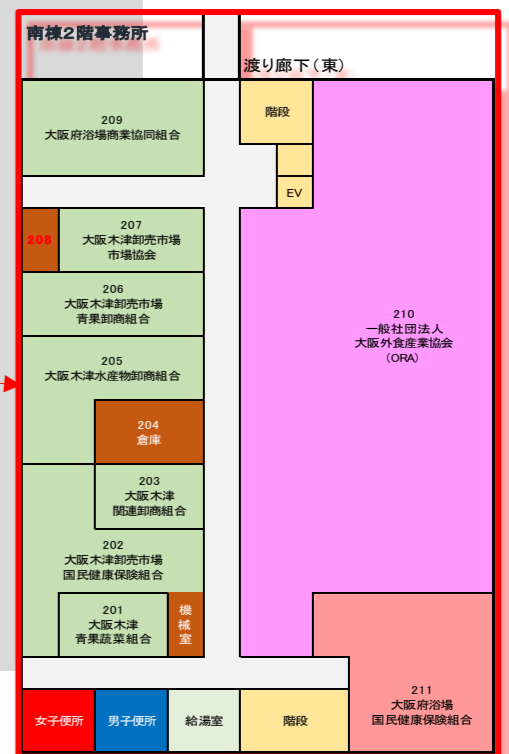 南棟2階事務所
渡り廊下(東)
209
大阪府浴場商業協同組合
階段
EV
208
207
大阪木津卸売市場
市場協会
206
大阪木津卸売市場
青果卸商組合
205
大阪木津水産物卸商組合
204
倉庫
203
大阪木津
関連卸商組合
202
大阪木津卸売市場
国民健康保険組合
201
大阪木津
青果蔬菜組合
機
械
室
210
一般社団法人
大阪外食産業協会
(ORA)
211
大阪府浴場
国民健康保険組合
女子便所
男子便所
給湯室
階段